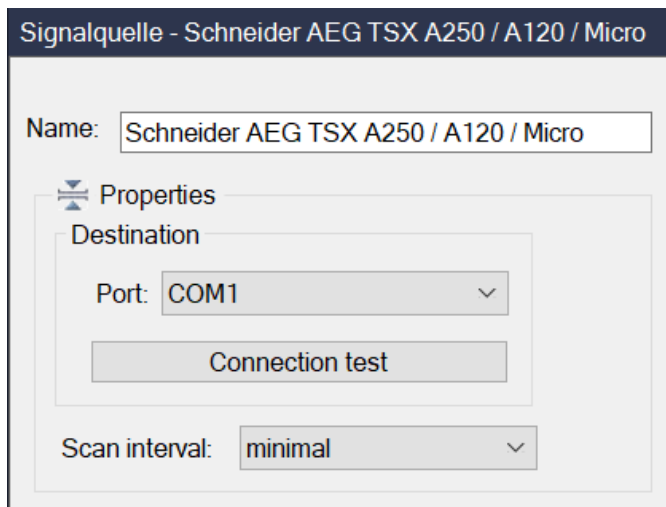 Signalquelle - Schneider AEG TSX A250 / A120 / Micro
Name: Schneider AEG TSX A250 / A120 / Micro
Properties
Destination
Port: COM1
Connection test
Scan interval: minimal